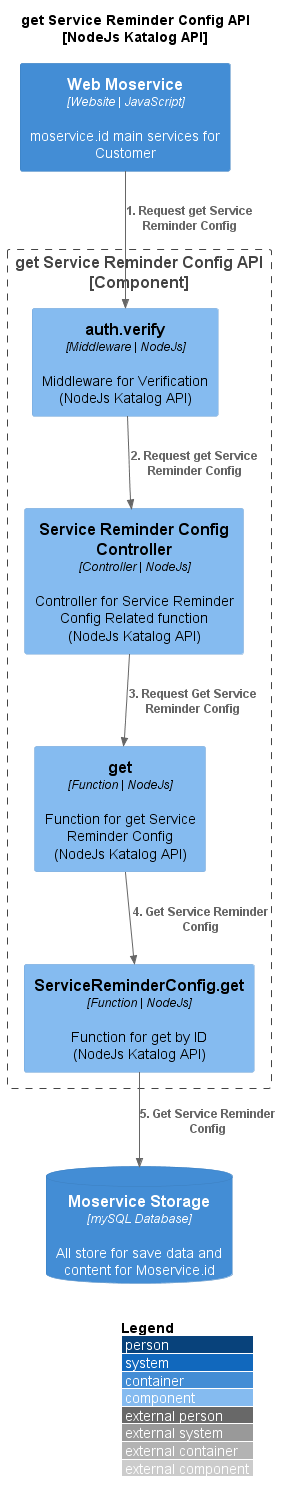 get Service Reminder Config API
[NodeJs Katalog API]
Web Moservice
[Website | JavaScript]
moservice.id main services for
Customer
1. Request get Service
Reminder Config
get Service Reminder Config API
[Component]
auth.verify
[Middleware | NodeJs]
Middleware for Verification
(NodeJs Katalog API)
2. Request get Service
Reminder Config
Service Reminder Config
Controller
[Controller | NodeJs]
Controller for Service Reminder
Config Related function
(NodeJs Katalog API)
3. Request Get Service
Reminder Config
get
[Function | NodeJs]
Function for get Service
Reminder Config
(NodeJs Katalog API)
4. Get Service Reminder
Config
ServiceReminderConfig.get
[Function | NodeJs]
Function for get by ID
(NodeJs Katalog API)
5. Get Service Reminder
Config
Moservice Storage
[mySQL Database]
All store for save data and
content for Moservice.id
Legend
person
system
container
component
external person
external system
external container
external component